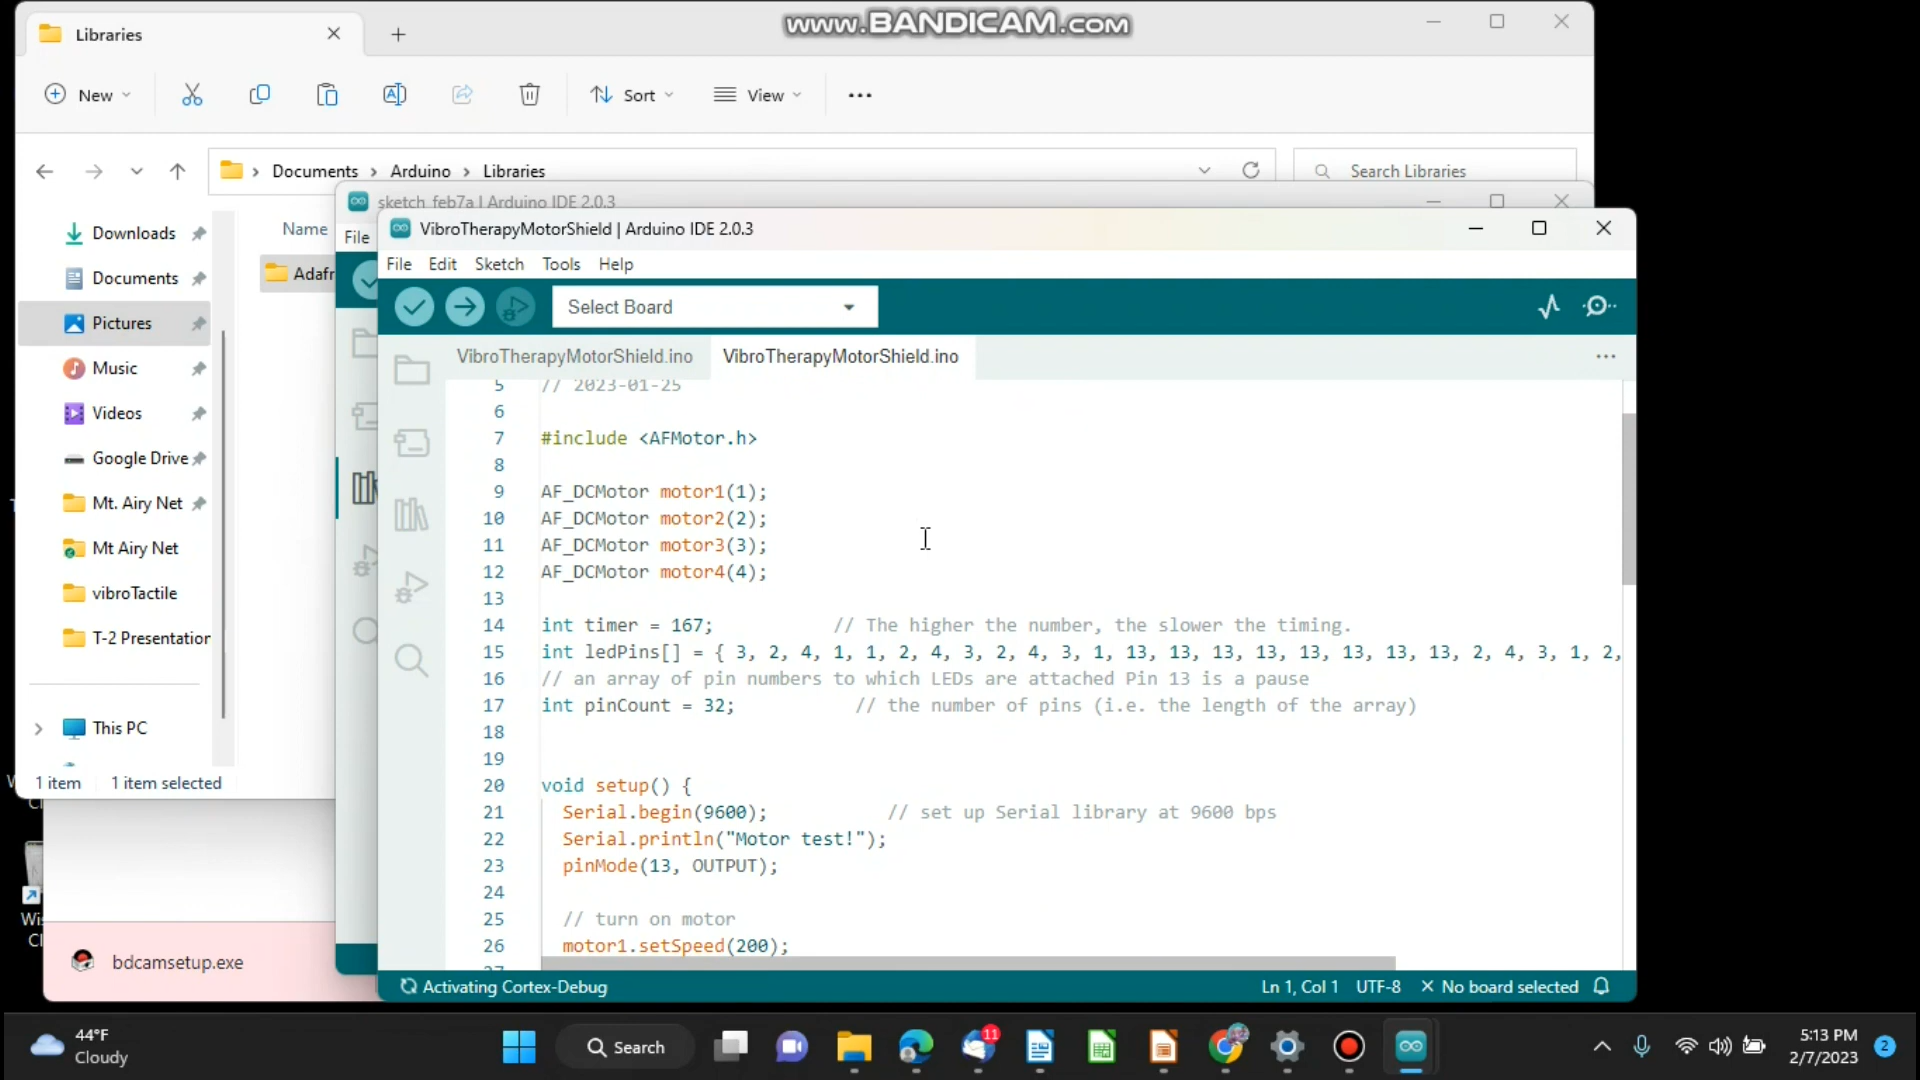 Libraries
www.BANDICAM.com
New
Sort
View
Documents > Arduino > Libraries
Search Libraries
Name
Downloads
Documents
Pictures
Music
Videos
Google Drive
Mt. Airy Net
Mt Airy Net
vibroTactile
T-2 Presentation
This PC
1 item 1 item selected
Adafr
bdcamsetup.exe
sketch_feb7a | Arduino IDE 2.0.3
File
VibroTherapyMotorShield | Arduino IDE 2.0.3
File Edit Sketch Tools Help
Select Board
VibroTherapyMotorShield.ino VibroTherapyMotorShield.ino
5 // 2023-01-25
6
7 #include <AFMotor.h>
8
9 AF_DCMotor motor1(1);
10 AF_DCMotor motor2(2);
11 AF_DCMotor motor3(3);
12 AF_DCMotor motor4(4);
13
14 int timer = 167; // The higher the number, the slower the timing.
15 int ledPins[] = { 3, 2, 4, 1, 1, 2, 4, 3, 2, 4, 3, 1, 13, 13, 13, 13, 13, 13, 13, 13, 2, 4, 3, 1, 2,
16 // an array of pin numbers to which LEDs are attached Pin 13 is a pause
17 int pinCount = 32; // the number of pins (i.e. the length of the array)
18
19
20 void setup() {
21 Serial.begin(9600); // set up Serial library at 9600 bps
22 Serial.println("Motor test!");
23 pinMode(13, OUTPUT);
24
25 // turn on motor
26 motor1.setSpeed(200);
Activating Cortex-Debug
Ln 1, Col 1 UTF-8 No board selected
44°F
Cloudy
Search
11
5:13 PM
2/7/2023
2